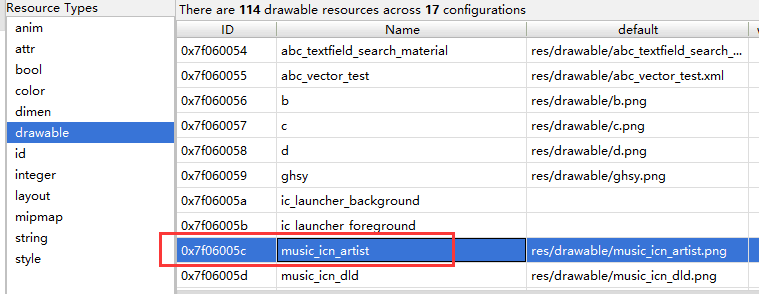 Resource Types
There are 114 drawable resources across 17 configurations
anim
attr
bool
color
dimen
drawable
id
integer
layout
mipmap
string
style
ID Name default
0x7f060054 abc_textfield_search_material res/drawable/abc_textfield_search_...
0x7f060055 abc_vector_test res/drawable/abc_vector_test.xml
0x7f060056 b res/drawable/b.png
0x7f060057 c res/drawable/c.png
0x7f060058 d res/drawable/d.png
0x7f060059 ghsy res/drawable/ghsy.png
0x7f06005a ic_launcher_background
0x7f06005b ic_launcher_foreground
0x7f06005c music_icn_artist res/drawable/music_icn_artist.png
0x7f06005d music_icn_dld res/drawable/music_icn_dld.png